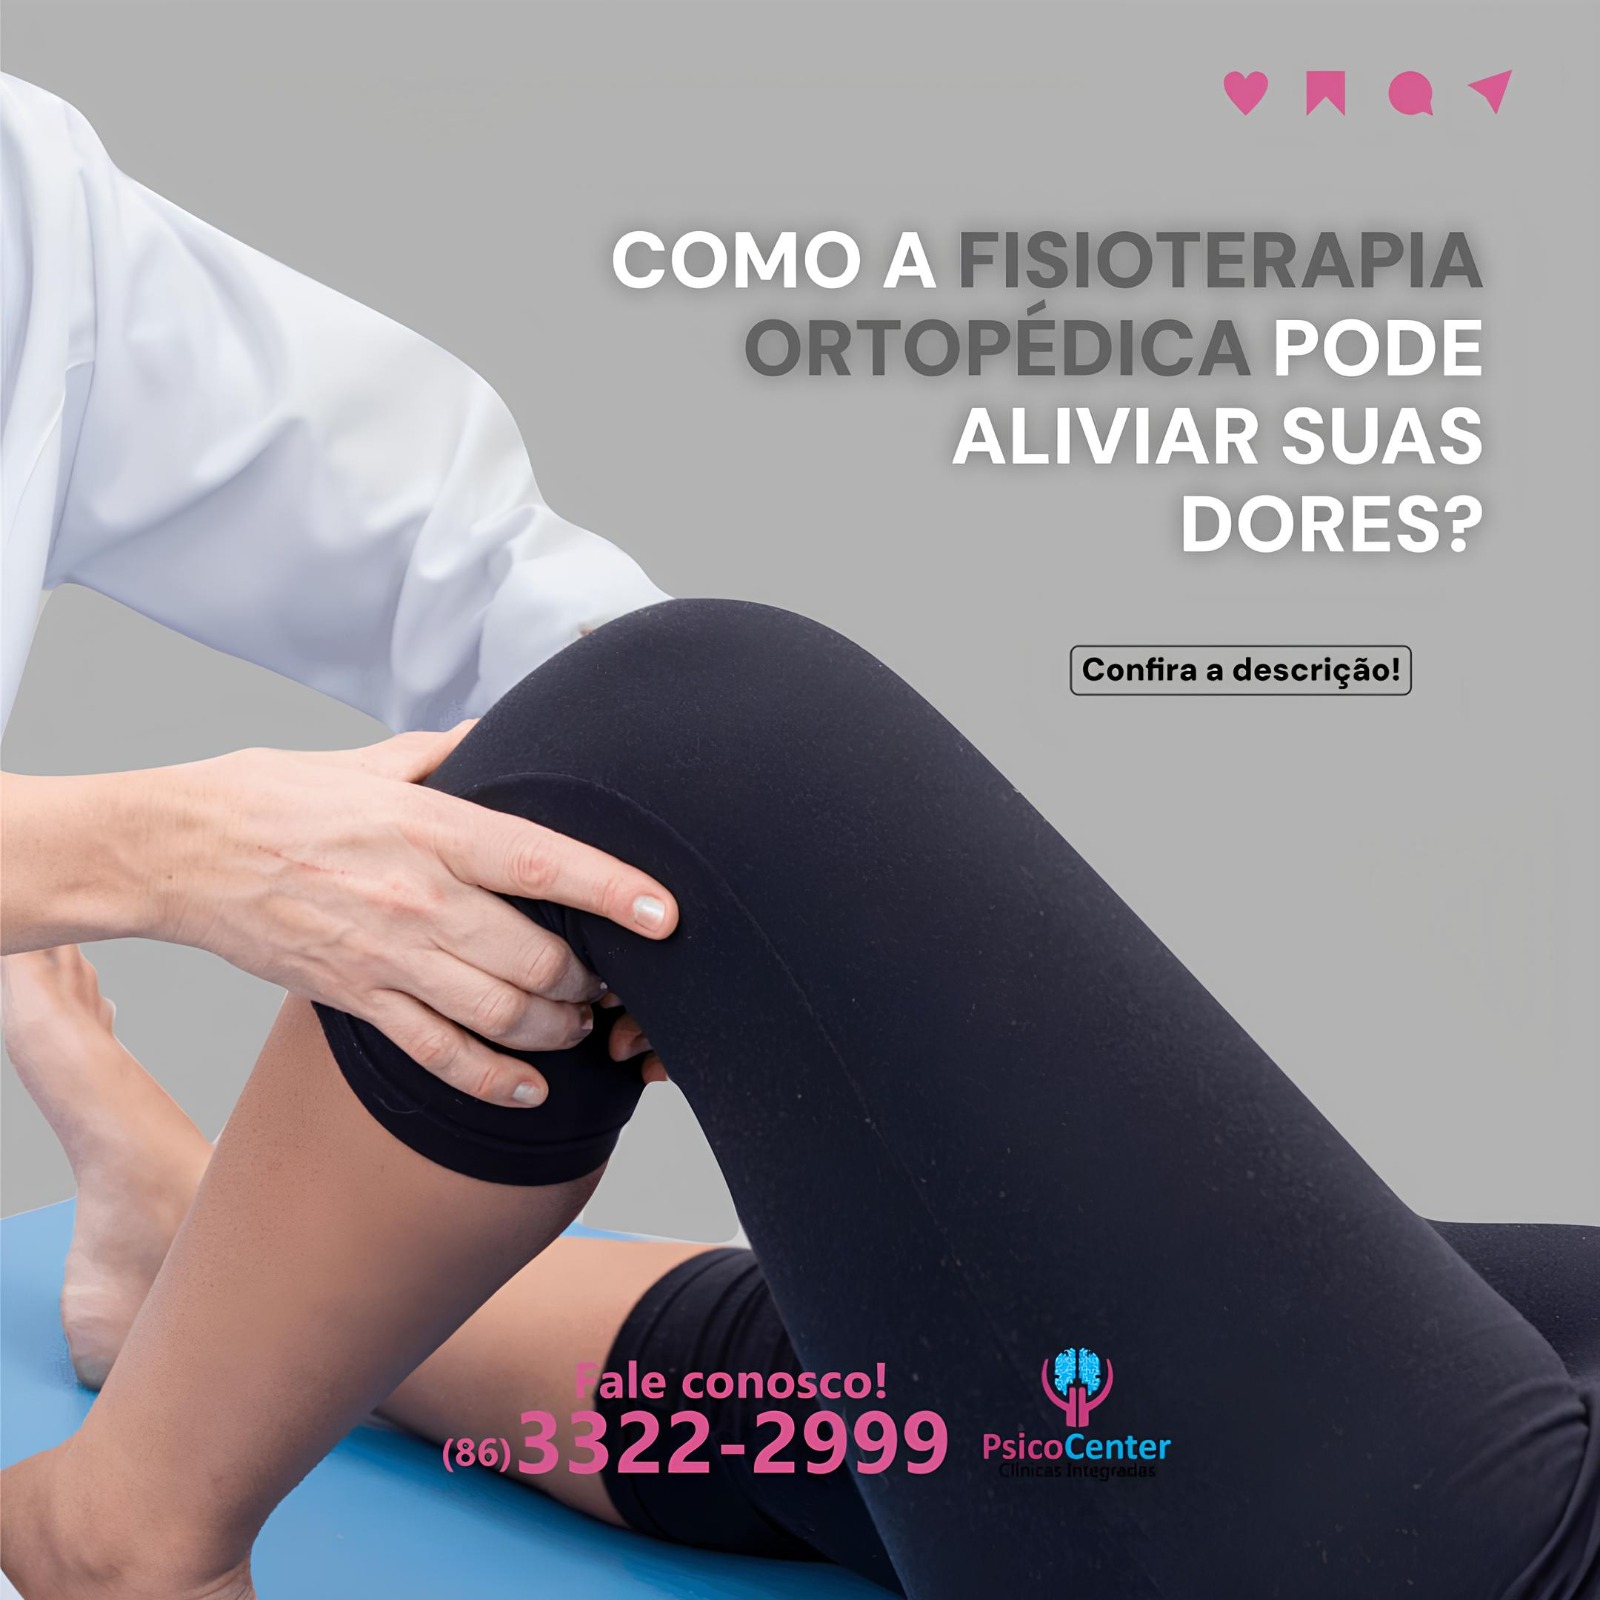 COMO A FISIOTERAPIA
ORTOPÉDICA PODE
ALIVIAR SUAS
DORES?
Confira a descrição!
Fale conosco!
(86) 3322-2999
PsicoCenter
Clínicas Integradas